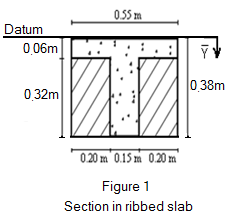 0.55 m
Datum
0.06m
Y
0.32m
0.38m
0.20 m 0.15 m 0.20 m
Figure 1
Section in ribbed slab